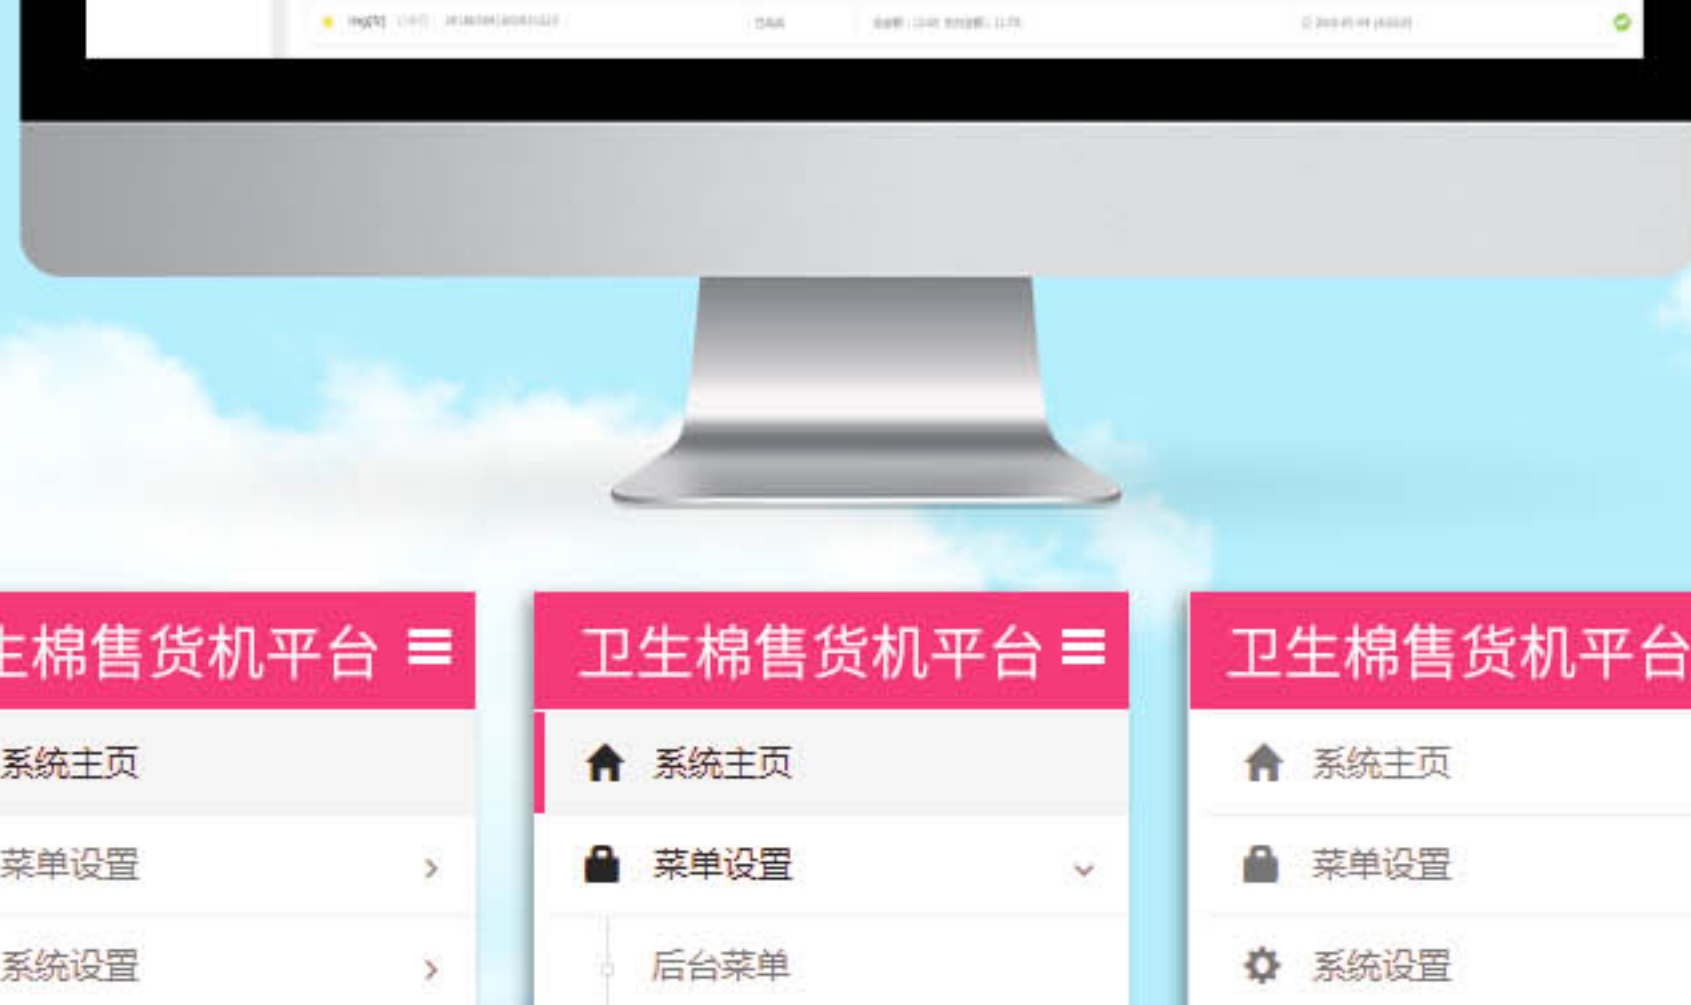 生棉售货机平台
系统主页
菜单设置
系统设置
卫生棉售货机平台
系统主页
菜单设置
后台菜单
卫生棉售货机平台
系统主页
菜单设置
系统设置